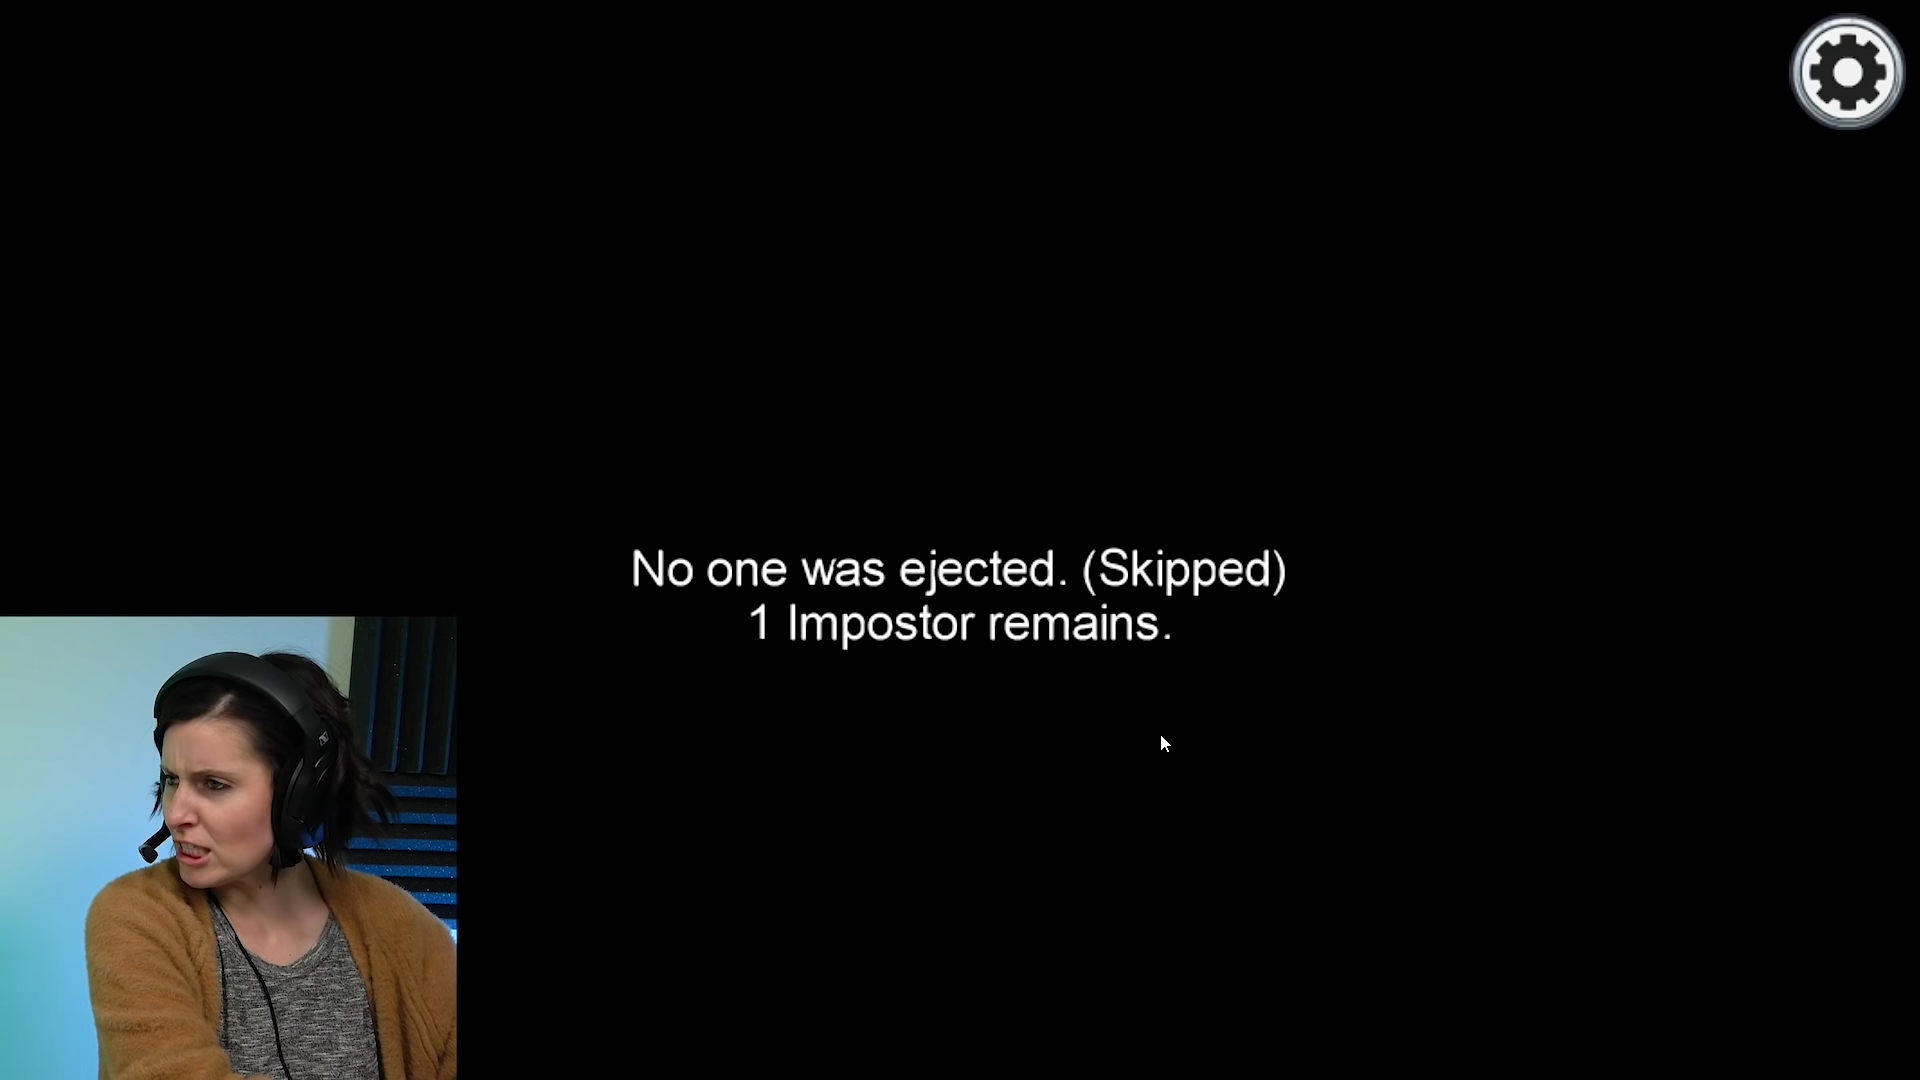 No one was ejected. (Skipped)
1 Impostor remains.